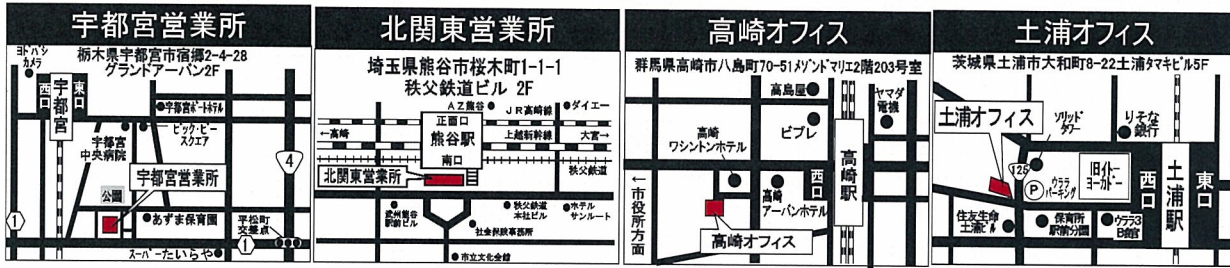 宇都宮営業所
栃木県宇都宮市宿郷2-4-28
グランドアーバン2F
ヨドバシ
カメラ
西口
宇都宮
東口
宇都宮ポートホテル
宇都宮
中央病院
ビック・ビー
スクエア
4
宇都宮営業所
公園
あずま保育園
平松町
交差点
1
1
スーパーたいらや
北関東営業所
埼玉県熊谷市桜木町1-1-1
秩父鉄道ビル 2F
AZ熊谷
JR高崎線
ダイエー
正面口
←高崎
熊谷駅
上越新幹線
大宮→
南口
秩父鉄道
北関東営業所
武州熊谷
駅前ビル
秩父鉄道
本社ビル
ホテル
サンルート
社会保険事務所
市立文化会館
高崎オフィス
群馬県高崎市八島町70-51メゾンドマリエ2階203号室
高島屋
ヤマダ
電機
ビブレ
高崎
ワシントンホテル
高崎駅
西口
←市役所方面
高崎
アーバンホテル
高崎オフィス
土浦オフィス
茨城県土浦市大和町8-22土浦タマキビル5F
土浦オフィス
ソリッド
タワー
りそな
銀行
125
P
ウララ
パーキング
旧イトー
ヨーカドー
西口
土浦駅
東口
住友生命
土浦ビル
保育所
駅前分園
ウララ3
B館